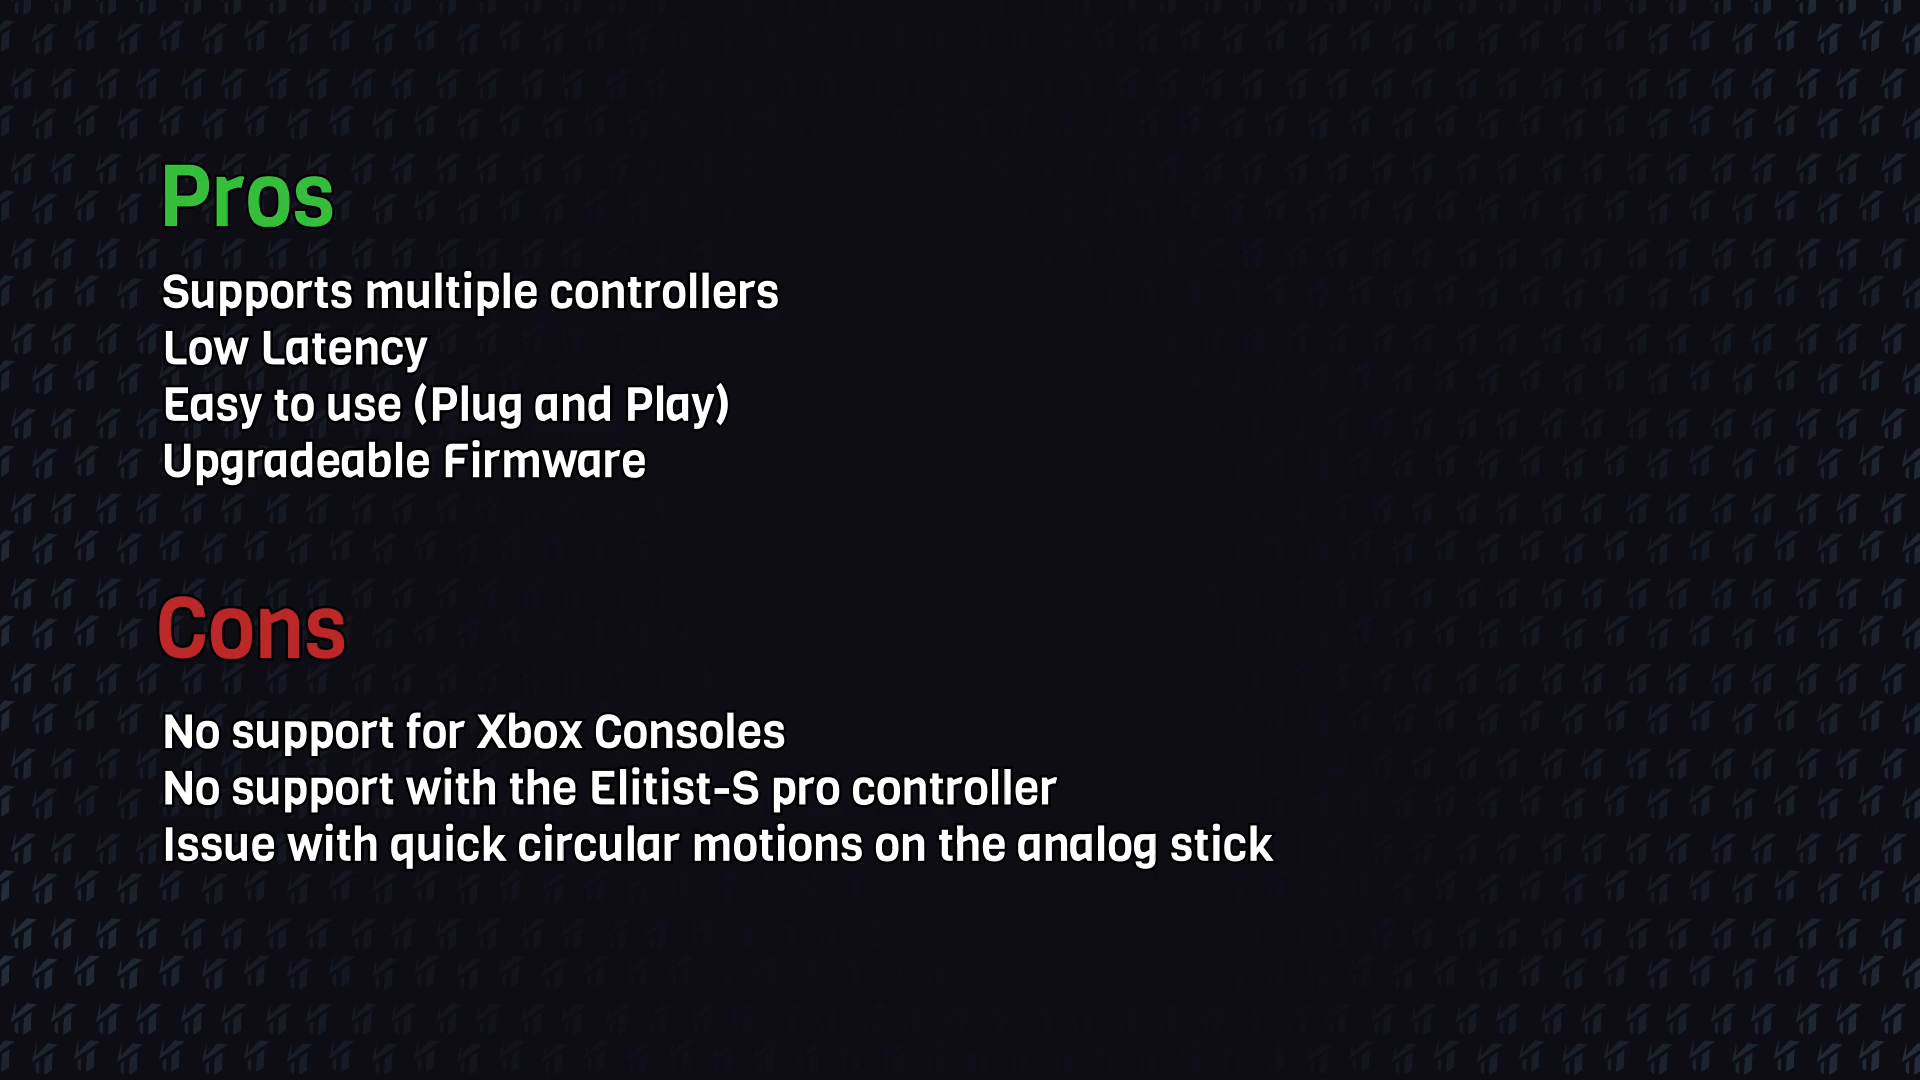 Pros
Supports multiple controllers
Low Latency
Easy to use (Plug and Play)
Upgradeable Firmware
Cons
No support for Xbox Consoles
No support with the Elitist-S pro controller
Issue with quick circular motions on the analog stick